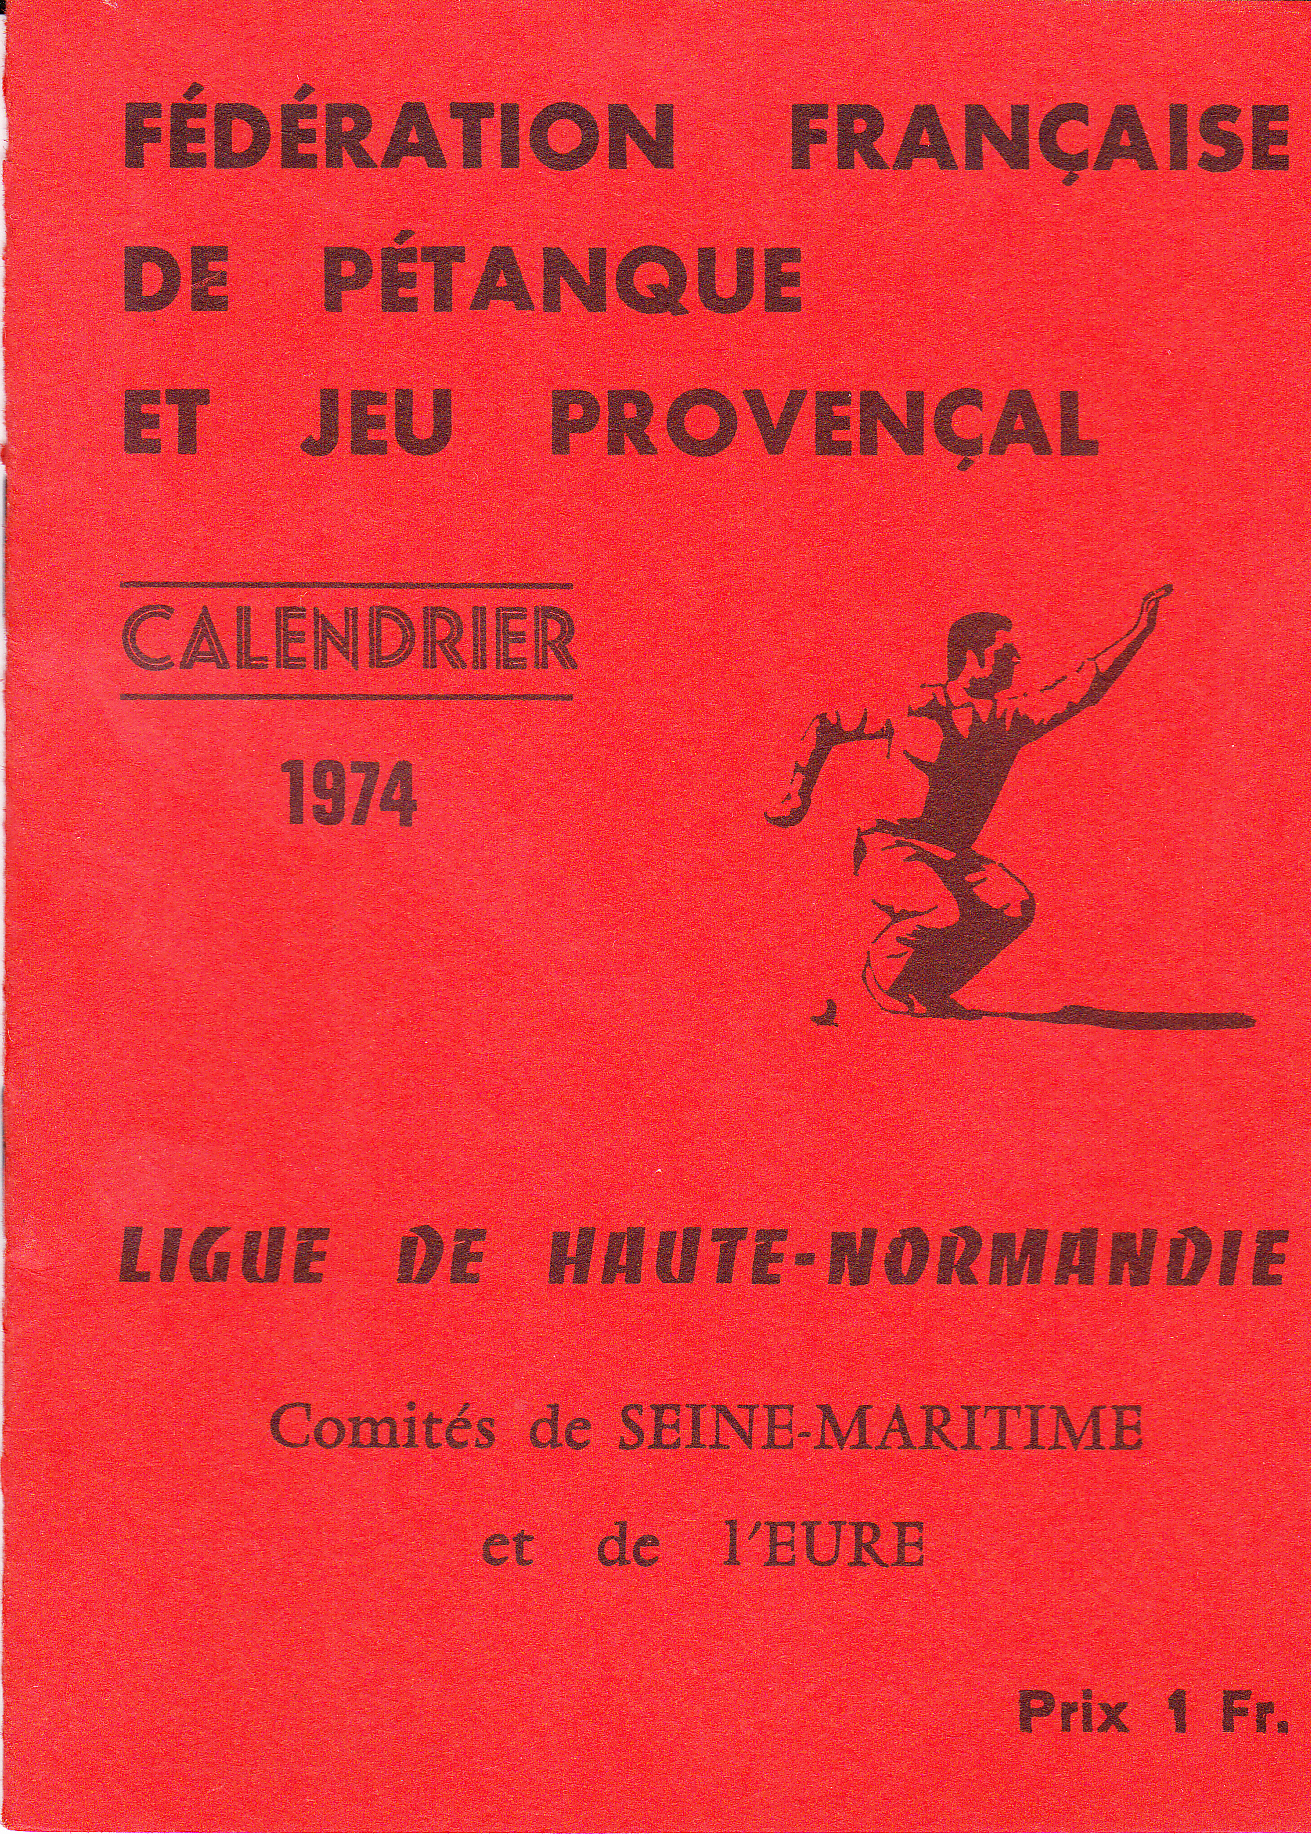 FÉDÉRATION FRANÇAISE
DE PÉTANQUE
ET JEU PROVENÇAL
CALENDRIER
1974
LIGUE DE HAUTE-NORMANDIE
Comités de SEINE-MARITIME
et de l'EURE
Prix 1 Fr.